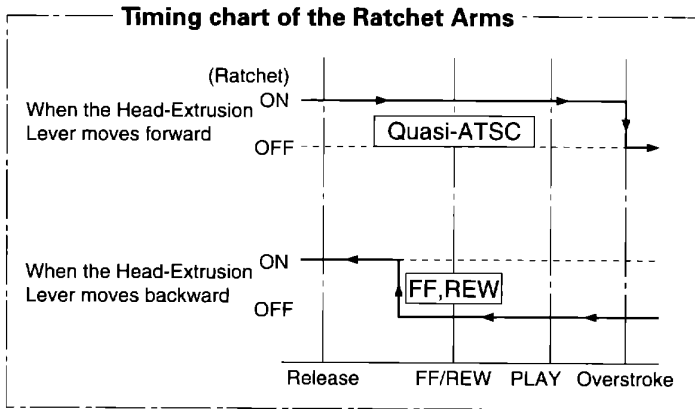 Timing chart of the Ratchet Arms
(Ratchet)
When the Head-Extrusion
Lever moves forward
ON
Quasi-ATSC
OFF
When the Head-Extrusion
Lever moves backward
ON
FF,REW
OFF
Release FF/REW PLAY Overstroke